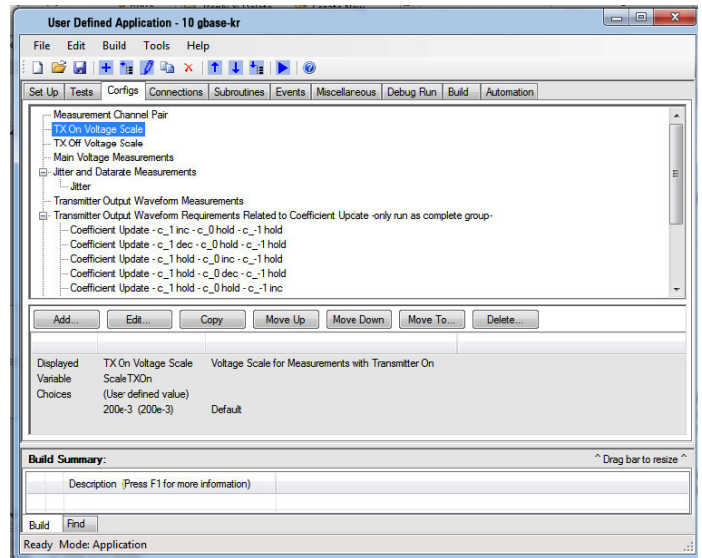 User Defined Application - 10 gbase-kr
File Edit Build Tools Help
Set Up Tests Configs Connections Subroutines Events Miscellareous Debug Run Build Automation
Measurement Channel Pair
TX On Voltage Scale
TX Off Voltage Scale
Main Voltage Measurements
Jitter and Datarate Measurements
Jitter
Transmitter Output Waveform Measurements
Transmitter Output Waveform Requirements Related to Coefficient Upcate -only run as complete group-
Coefficient Update - c_1 inc - c_0 hold - c_-1 hold
Coefficient Update - c_1 dec - c_0 hold - c_-1 hold
Coefficient Update - c_1 hold - c_0 inc - c_-1 hold
Coefficient Update - c_1 hold - c_0 dec - c_-1 hold
Coefficient Update - c_1 hold - c_0 hold - c_-1 inc
Add... Edit... Copy Move Up Move Down Move To... Delete...
Displayed TX On Voltage Scale Voltage Scale for Measurements with Transmitter On
Variable ScaleTXOn
Choices (User defined value)
200e-3 (200e-3) Default
Build Summary: ^ Drag bar to resize ^
Description (Press F1 for more information)
Build Find
Ready Mode: Application